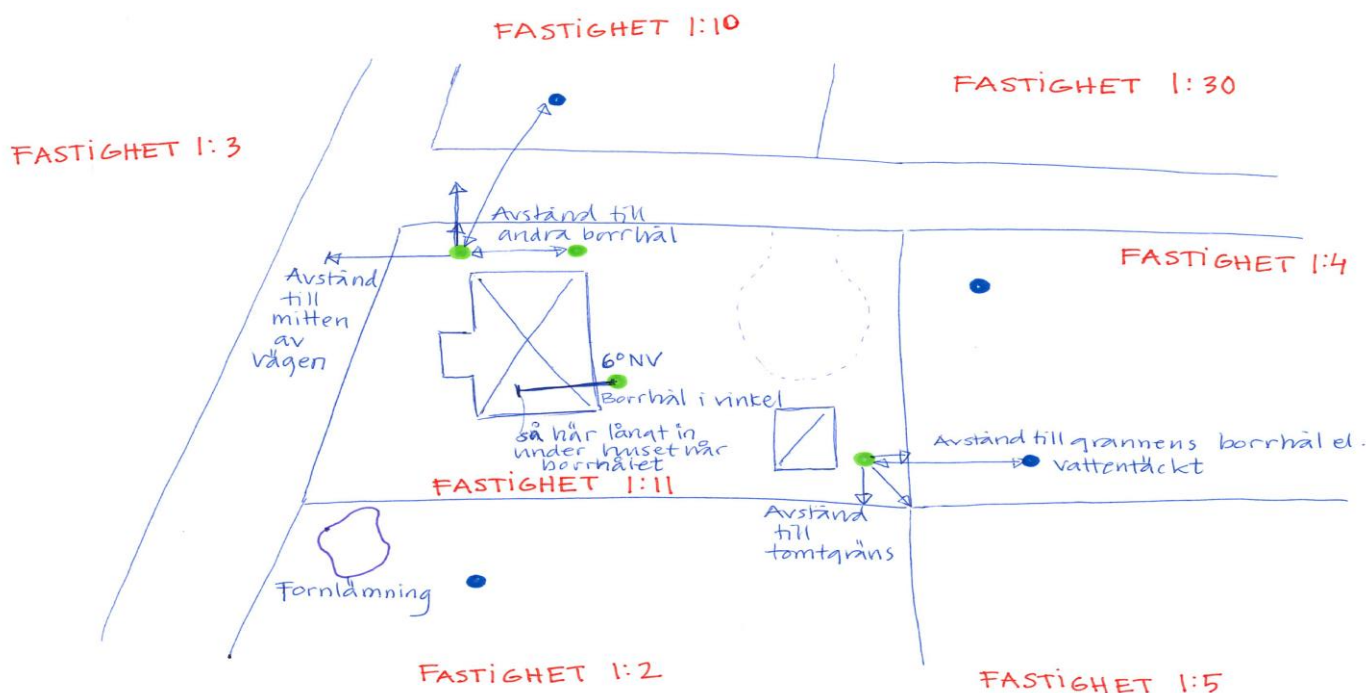 FASTIGHET 1:10
FASTIGHET 1:30
FASTIGHET 1:3
Avstånd till
andra borrhål
FASTIGHET 1:4
Avstånd
till
mitten
av
vägen
6° NV
Borrhål i vinkel
så här långt in
under huset når
borrhålet
Avstånd till grannens borrhål el.
vattentäckt
FASTIGHET 1:11
Avstånd
till
tomtgräns
Fornlämning
FASTIGHET 1:2
FASTIGHET 1:5